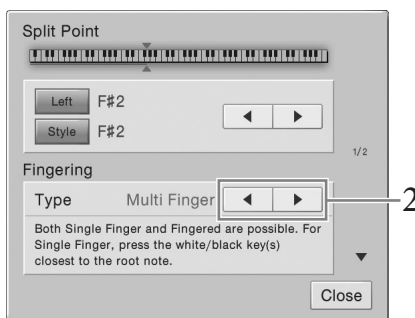 Split Point
Left F#2
Style F#2
1/2
Fingering
Type Multi Finger
2
Both Single Finger and Fingered are possible. For
Single Finger, press the white/black key(s)
closest to the root note.
Close